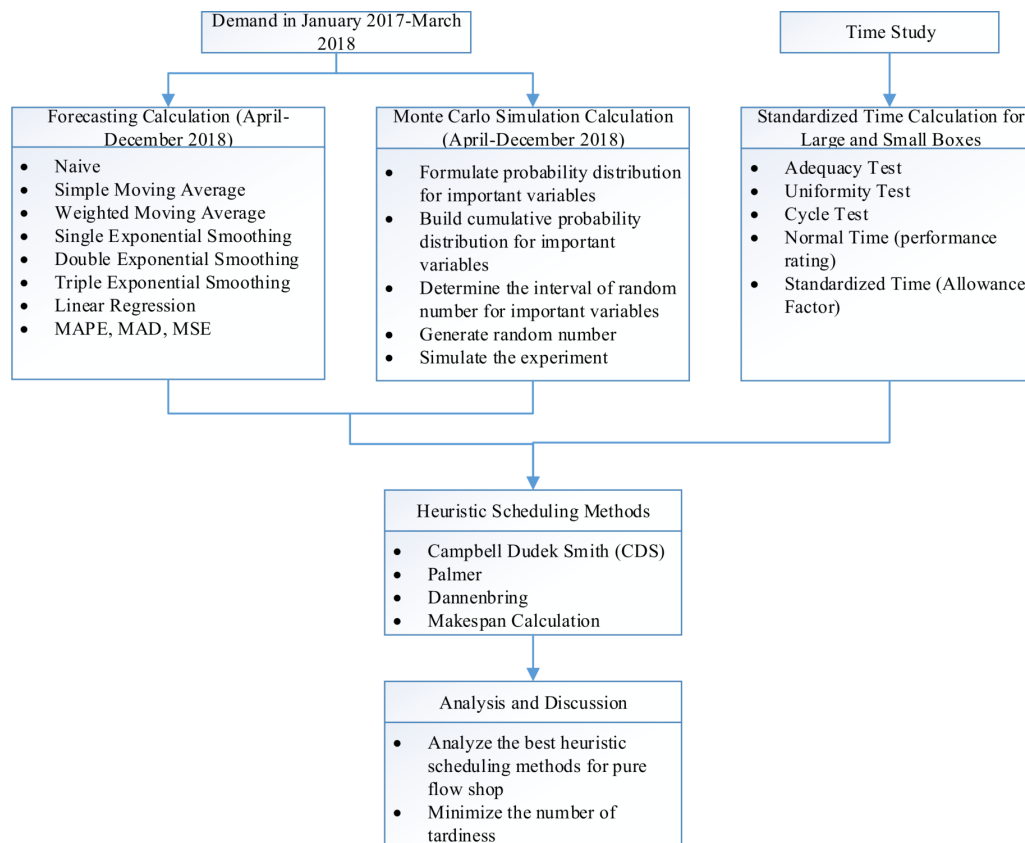 Demand in January 2017-March
2018
Time Study
Forecasting Calculation (April-
December 2018)
• Naive
• Simple Moving Average
• Weighted Moving Average
• Single Exponential Smoothing
• Double Exponential Smoothing
• Triple Exponential Smoothing
• Linear Regression
• MAPE, MAD, MSE
Monte Carlo Simulation Calculation
(April-December 2018)
• Formulate probability distribution
for important variables
• Build cumulative probability
distribution for important
variables
• Determine the interval of random
number for important variables
• Generate random number
• Simulate the experiment
Standardized Time Calculation for
Large and Small Boxes
• Adequacy Test
• Uniformity Test
• Cycle Test
• Normal Time (performance
rating)
• Standardized Time (Allowance
Factor)
Heuristic Scheduling Methods
• Campbell Dudek Smith (CDS)
• Palmer
• Dannenbring
• Makespan Calculation
Analysis and Discussion
• Analyze the best heuristic
scheduling methods for pure
flow shop
• Minimize the number of
tardiness